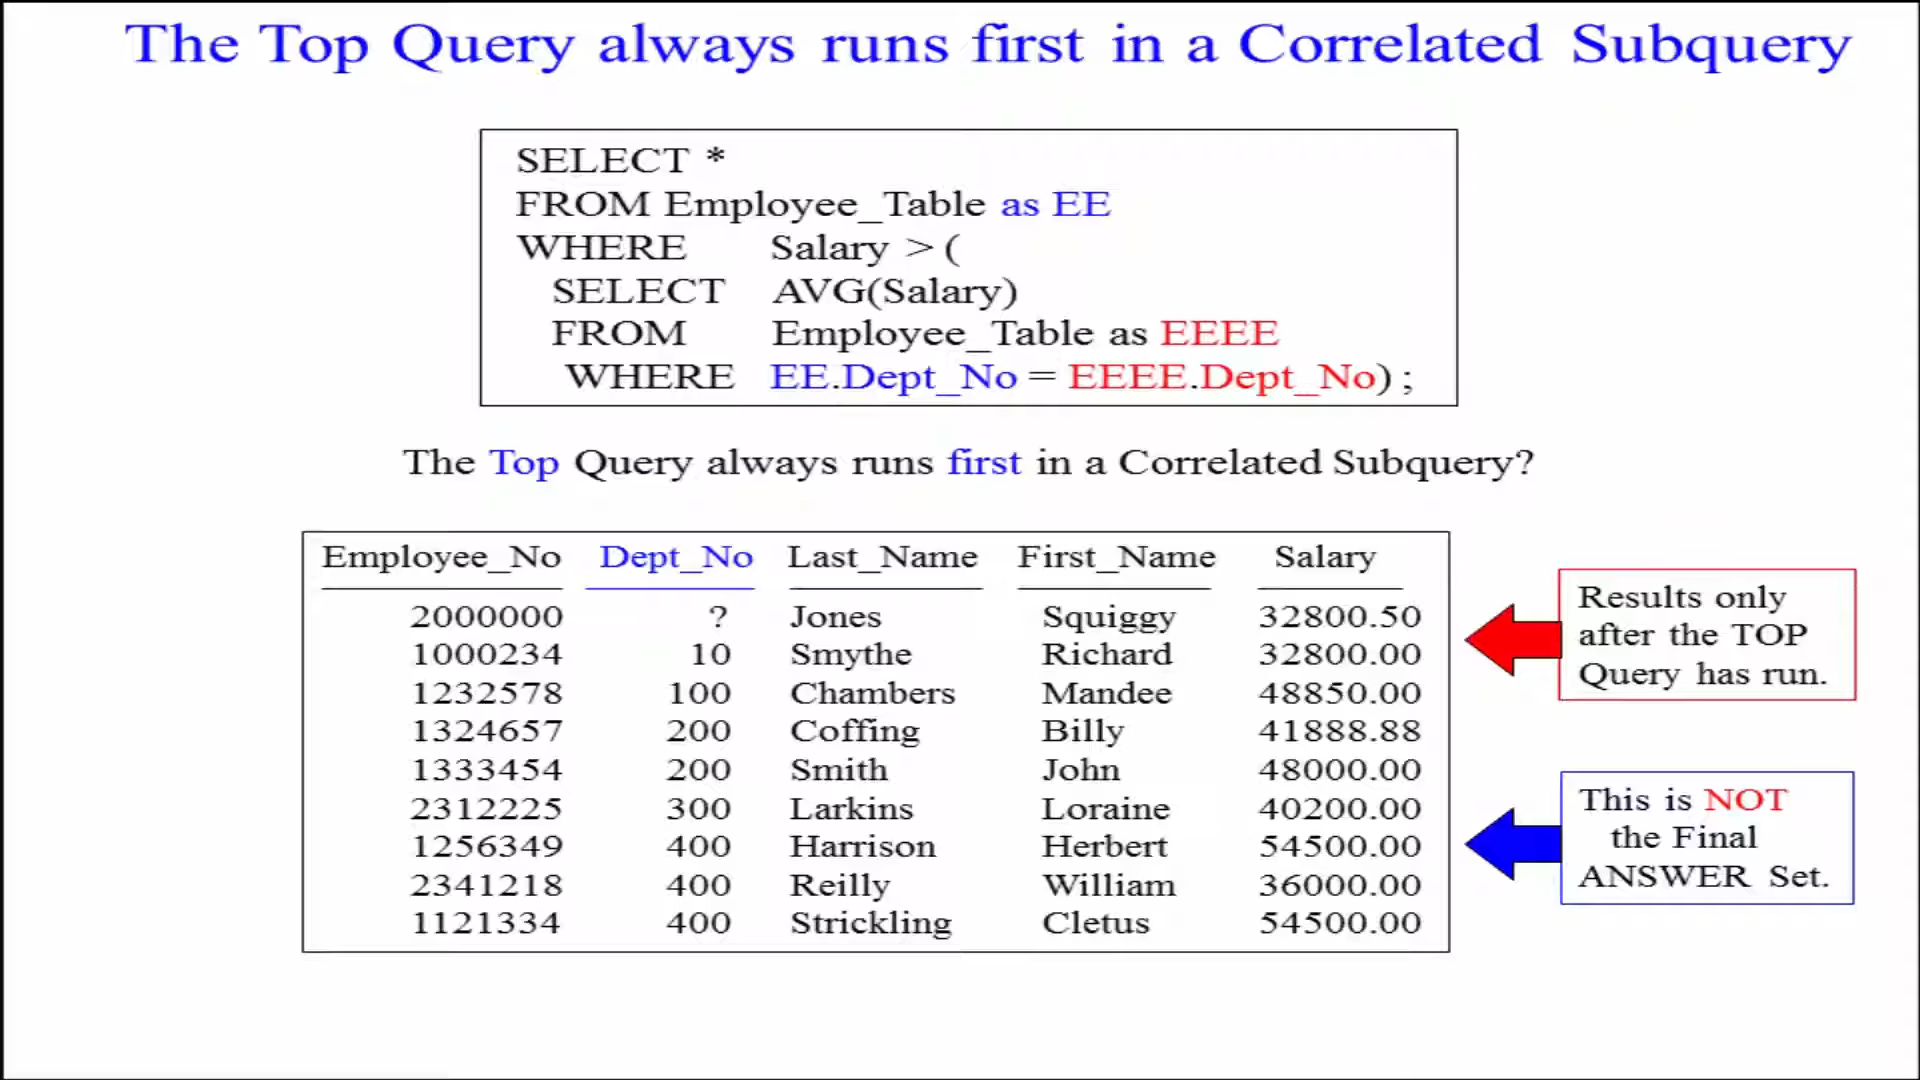 The Top Query always runs first in a Correlated Subquery
SELECT *
FROM Employee_Table as EE
WHERE Salary > (
SELECT AVG(Salary)
FROM Employee_Table as EEEE
WHERE EE.Dept_No = EEEE.Dept_No) ;
The Top Query always runs first in a Correlated Subquery?
Employee_No Dept_No Last_Name First_Name Salary
2000000 ? Jones Squiggy 32800.50
1000234 10 Smythe Richard 32800.00
1232578 100 Chambers Mandee 48850.00
1324657 200 Coffing Billy 41888.88
1333454 200 Smith John 48000.00
2312225 300 Larkins Loraine 40200.00
1256349 400 Harrison Herbert 54500.00
2341218 400 Reilly William 36000.00
1121334 400 Strickling Cletus 54500.00
Results only
after the TOP
Query has run.
This is NOT
the Final
ANSWER Set.